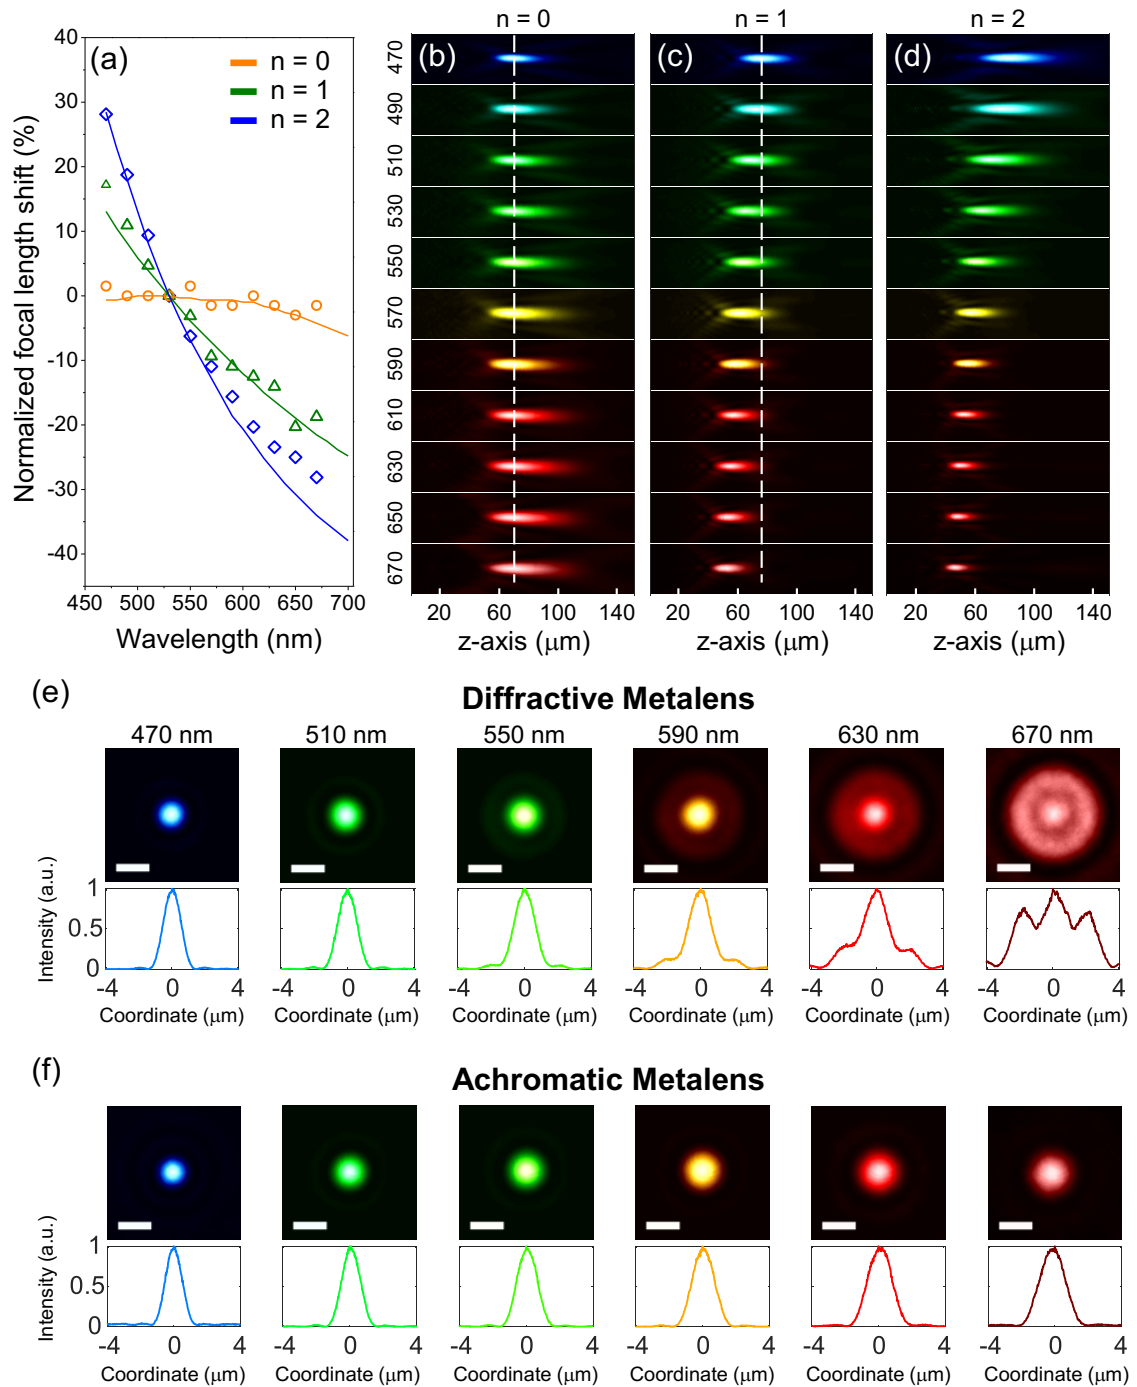 n = 0 n = 1 n = 2
(a) (b) (c) (d)
n = 0
n = 1
n = 2
40
30
20
10
0
-10
-20
-30
-40
Normalized focal length shift (%)
450 500 550 600 650 700
Wavelength (nm)
470
490
510
530
550
570
590
610
630
650
670
20 60 100 140 20 60 100 140 20 60 100 140
z-axis (μm) z-axis (μm) z-axis (μm)
(e)
Diffractive Metalens
470 nm 510 nm 550 nm 590 nm 630 nm 670 nm
Intensity (a.u.)
1
0.5
0
-4 0 4 -4 0 4 -4 0 4 -4 0 4 -4 0 4 -4 0 4
Coordinate (μm) Coordinate (μm) Coordinate (μm) Coordinate (μm) Coordinate (μm) Coordinate (μm)
(f)
Achromatic Metalens
Intensity (a.u.)
1
0.5
0
-4 0 4 -4 0 4 -4 0 4 -4 0 4 -4 0 4 -4 0 4
Coordinate (μm) Coordinate (μm) Coordinate (μm) Coordinate (μm) Coordinate (μm) Coordinate (μm)